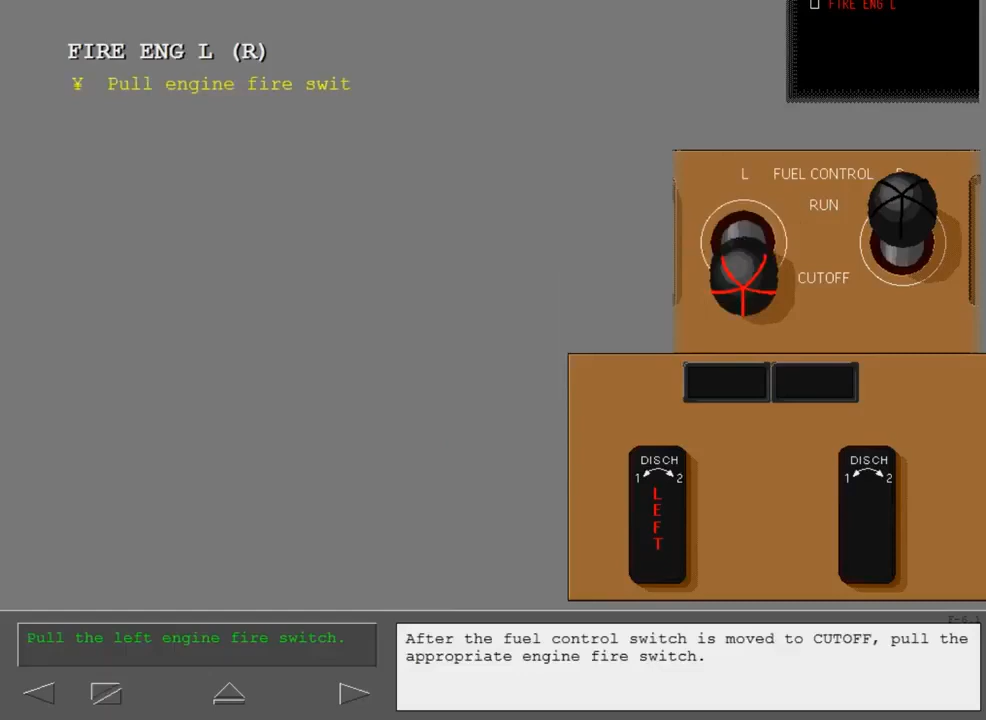 FIRE ENG L
FIRE ENG L (R)
¥ Pull engine fire swit
L FUEL CONTROL
RUN
CUTOFF
DISCH
1 2
LEFT
DISCH
1 2
Pull the left engine fire switch.
After the fuel control switch is moved to CUTOFF, pull the
appropriate engine fire switch.